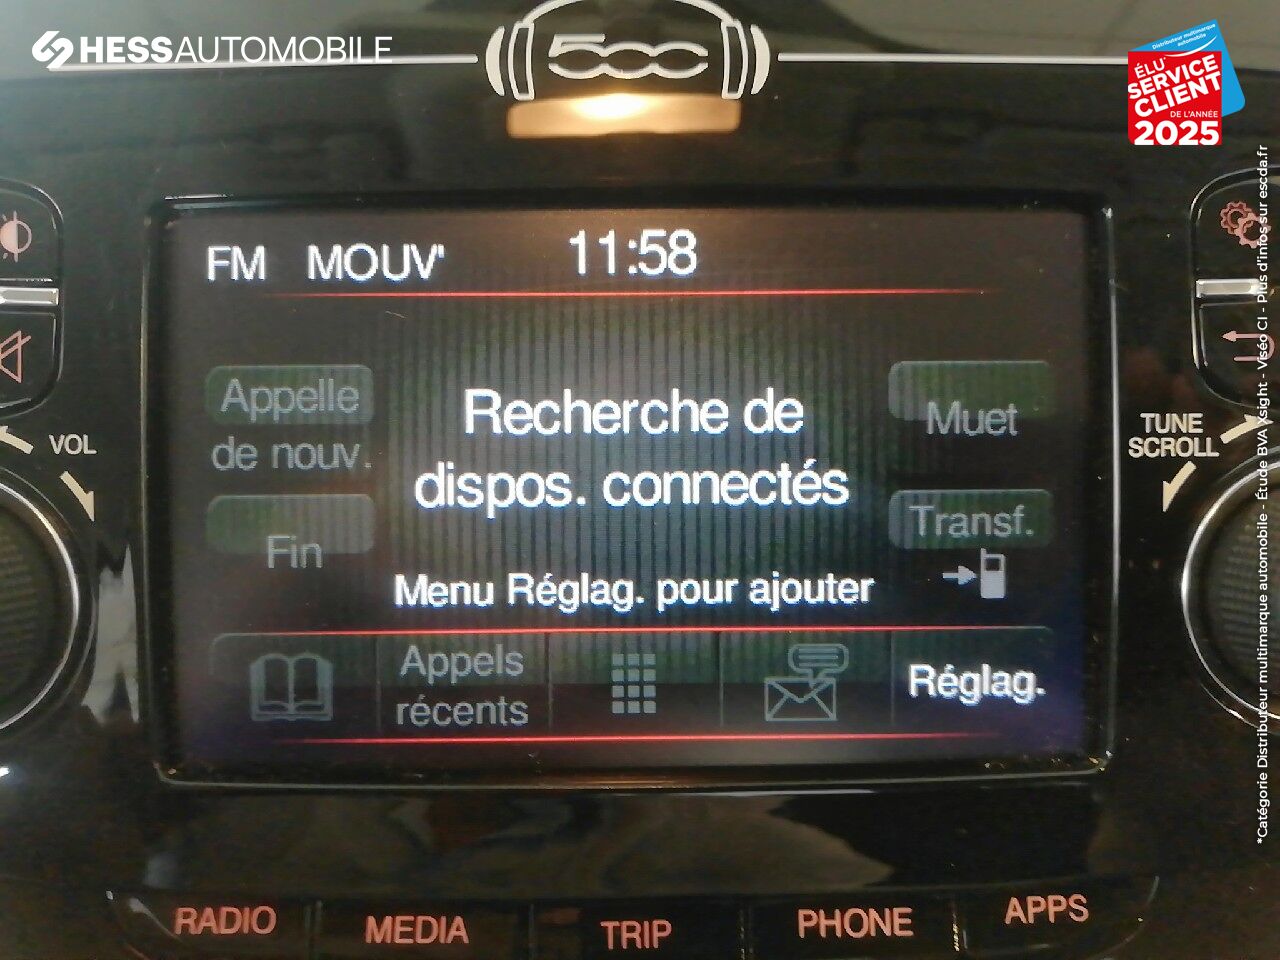 HESSAUTOMOBILE
500
Distributeur multimarque
automobile
ÉLU*
SERVICE
CLIENT
DE L'ANNÉE
2025
FM MOUV' 11:58
Appelle
de nouv.
Recherche de
dispos. connectés
Muet
Fin
Transf.
Menu Réglag. pour ajouter
Appels
récents
Réglag.
VOL
TUNE
SCROLL
RADIO MEDIA TRIP PHONE APPS
*Catégorie Distributeur multimarque automobile - Étude BVA Xsight - Viséo CI - Plus d'infos sur escda.fr